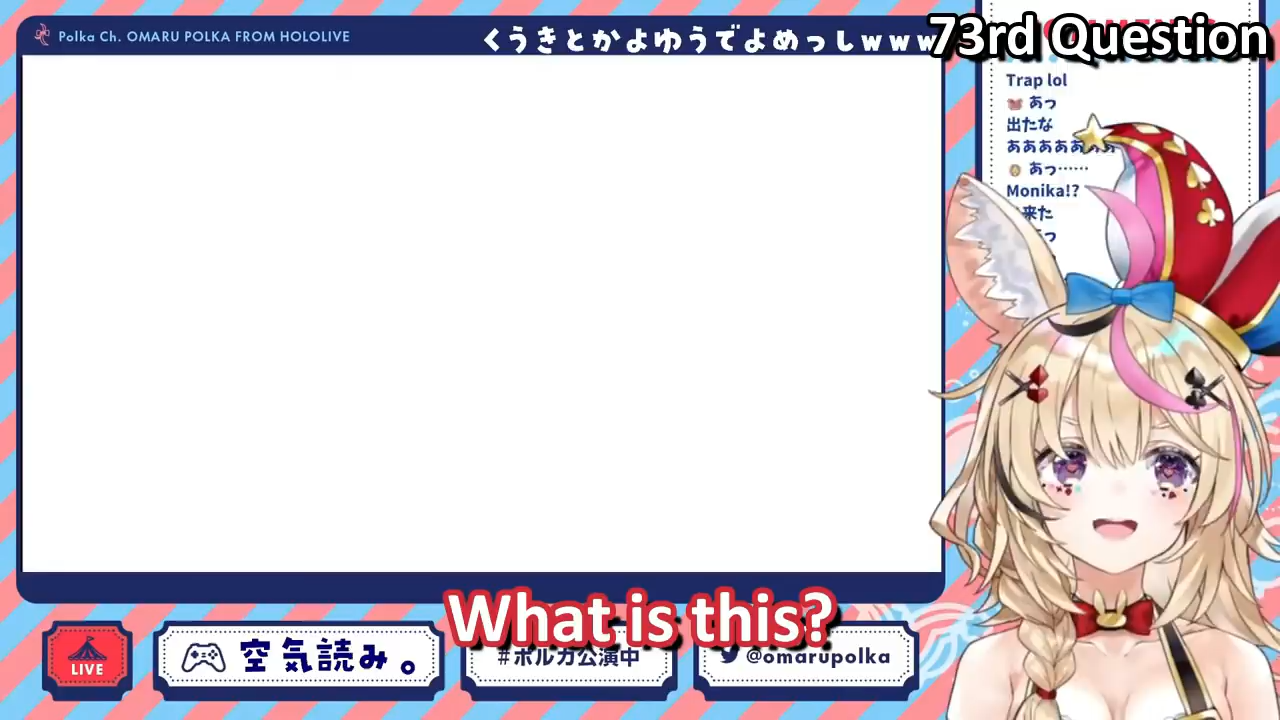 Polka Ch. OMARU POLKA FROM HOLOLIVE
くうきとかよゆうでよめっしwww
73rd Question
Trap lol
あっ
出たな
ああああああ
あっ……
Monika!?
来た
っ
What is this?
LIVE
空気読み。
#ポルカ公演中
@omarupolka